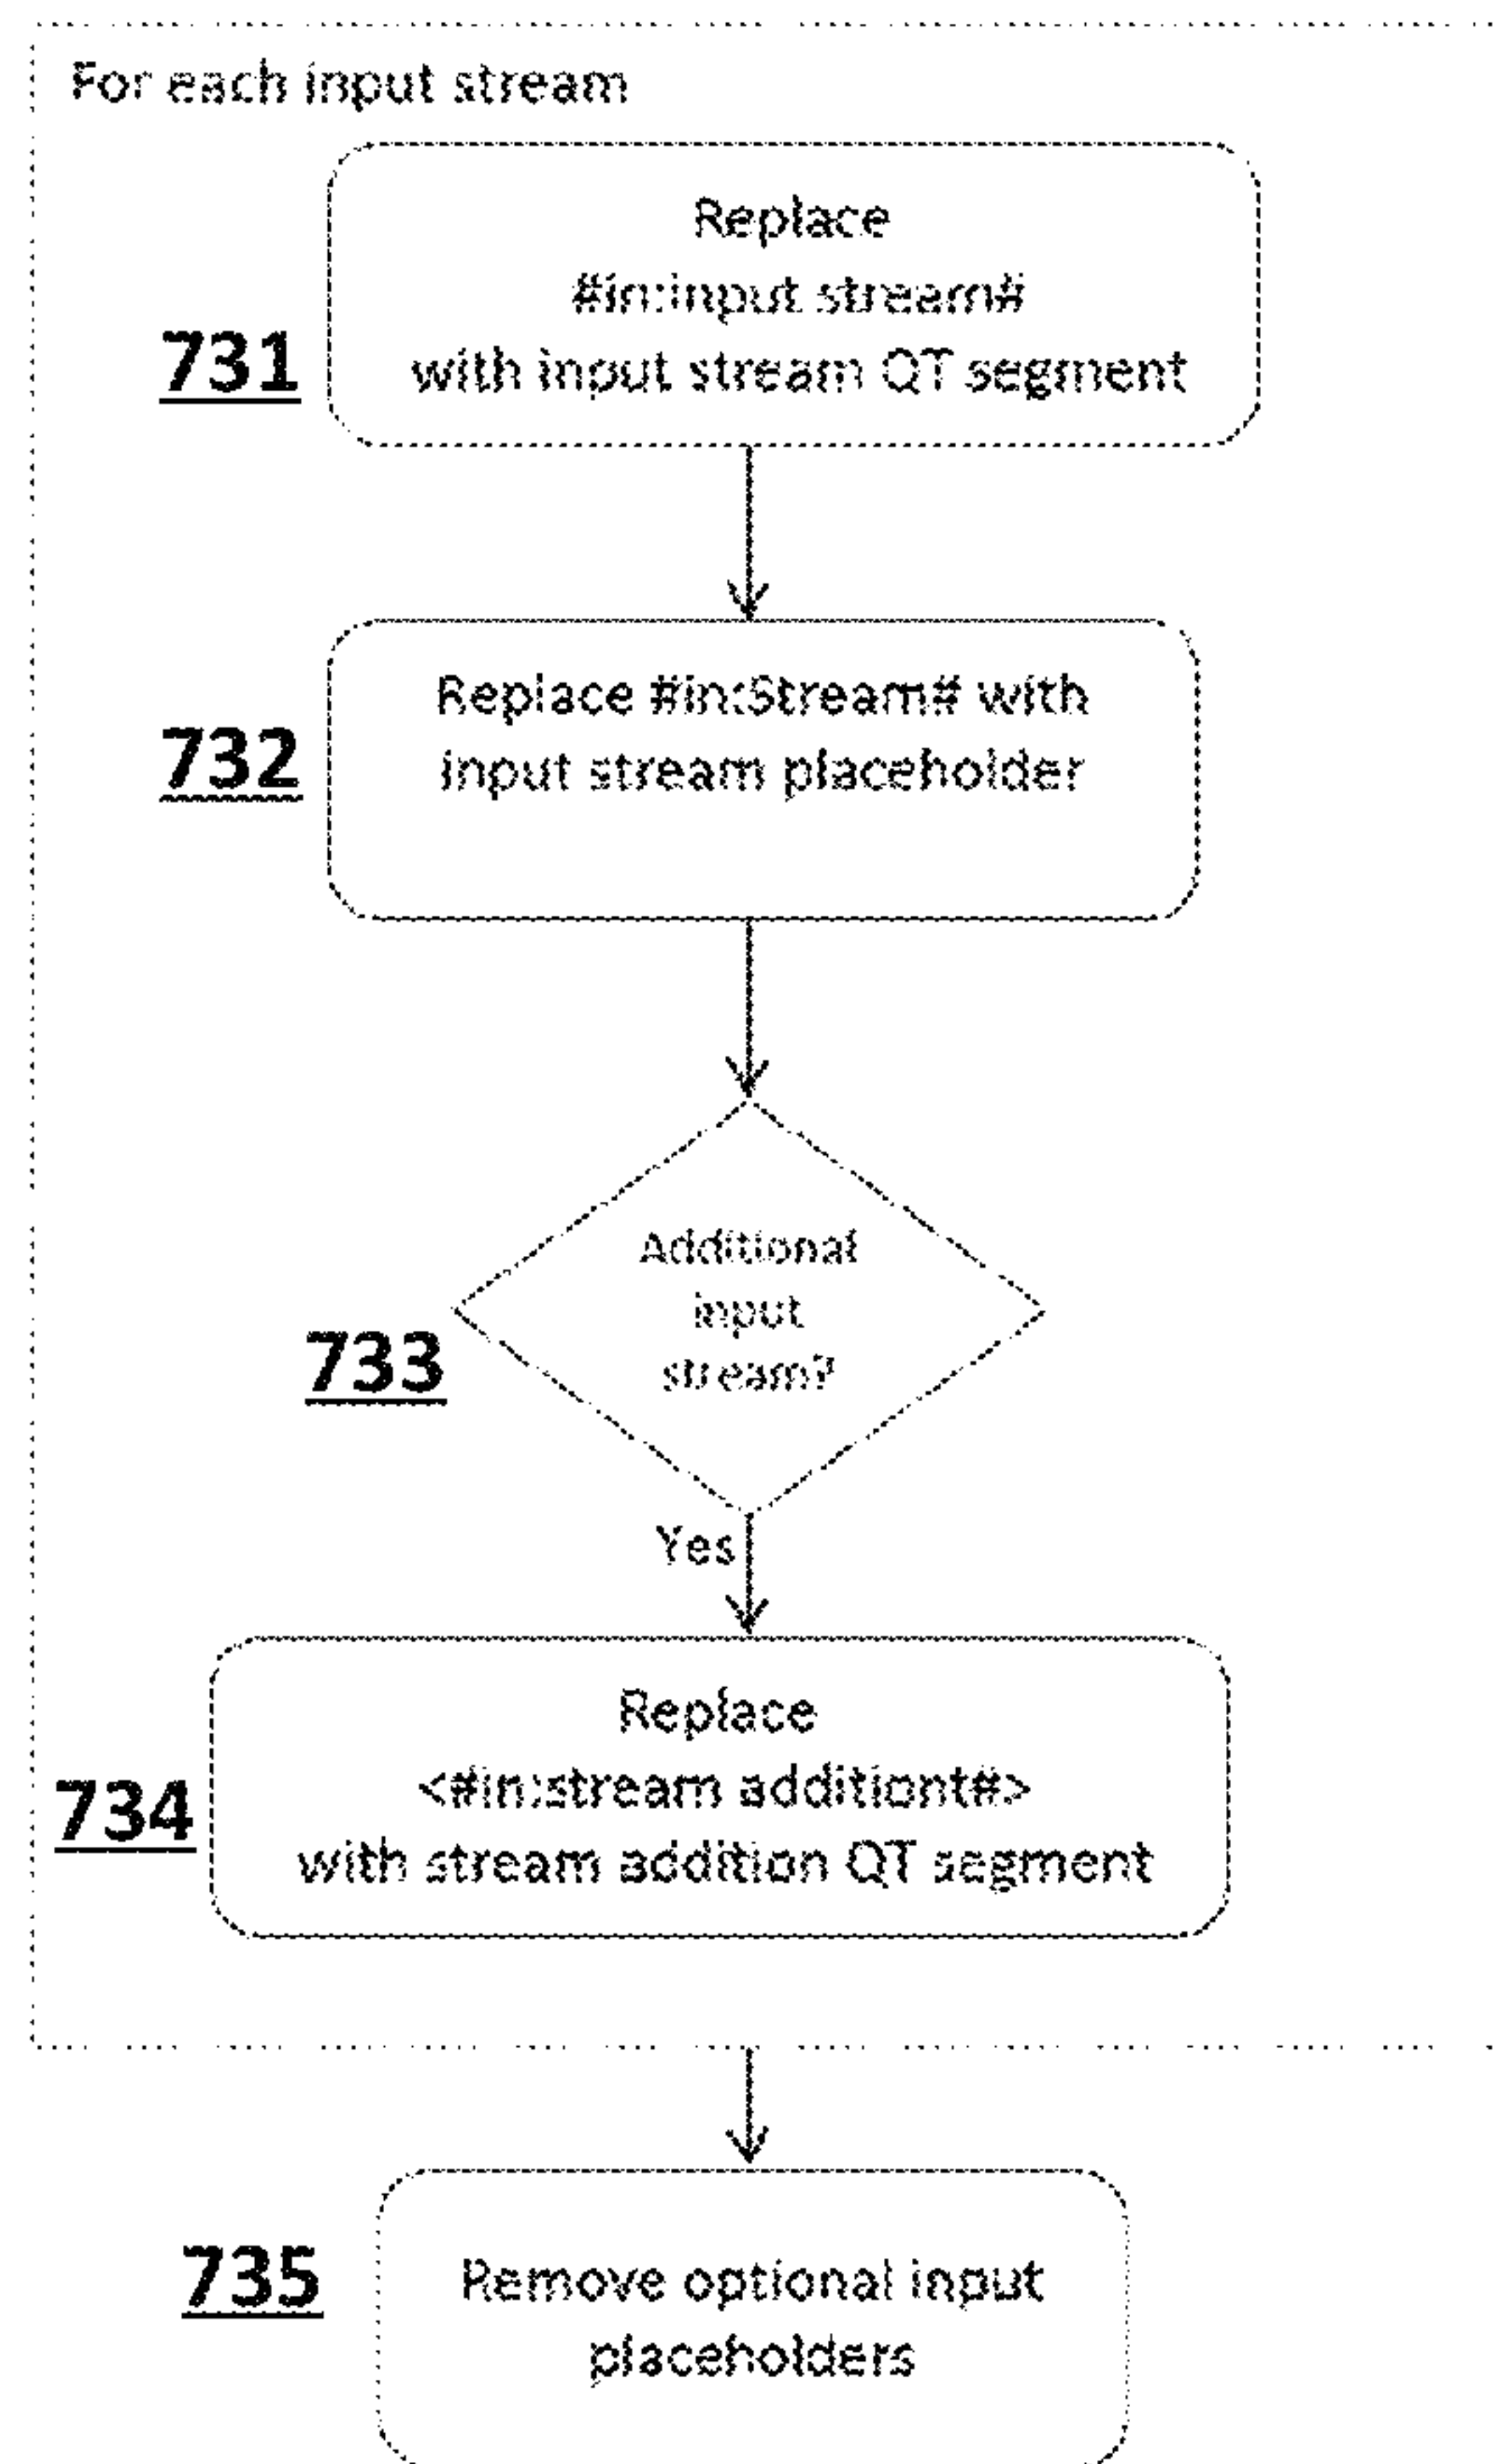 For each input stream
Replace
#in:input stream#
with input stream QT segment
731
Replace #in:Stream# with
input stream placeholder
732
Additional
input
stream?
733
Yes
Replace
<#in:stream additiont#>
with stream addition QT segment
734
Remove optional input
placeholders
735